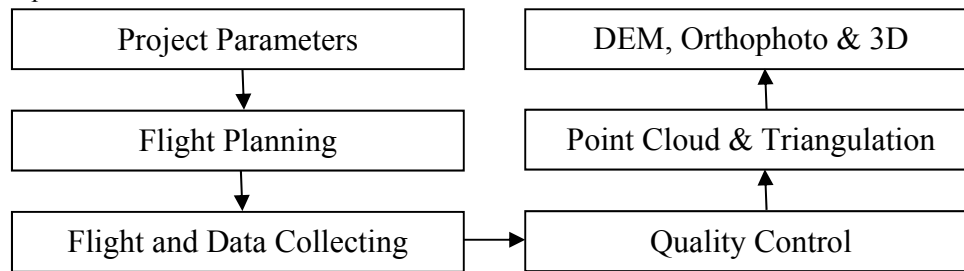 Project Parameters
Flight Planning
Flight and Data Collecting
Quality Control
Point Cloud & Triangulation
DEM, Orthophoto & 3D